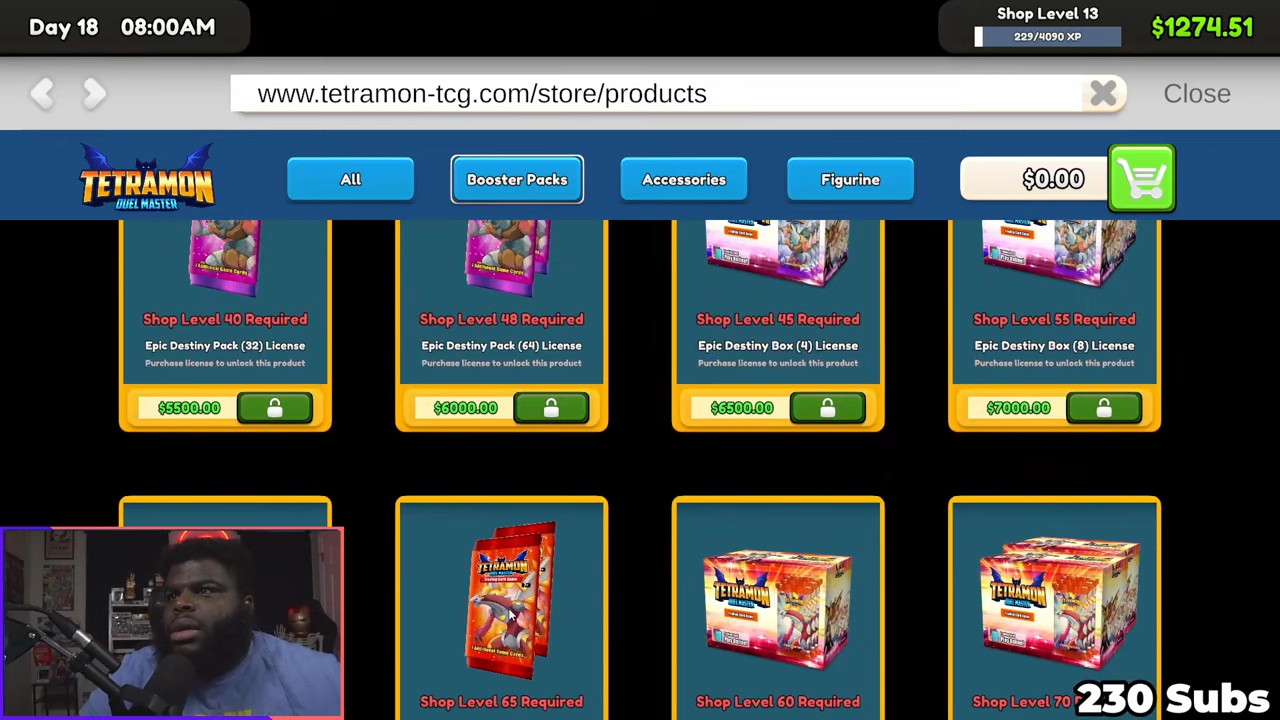 Day 18 08:00AM
Shop Level 13
229/4090 XP
$1274.51
www.tetramon-tcg.com/store/products
Close
TETRAMON
DUEL MASTER
All
Booster Packs
Accessories
Figurine
$0.00
Shop Level 40 Required
Epic Destiny Pack (32) License
Purchase license to unlock this product
$5500.00
Shop Level 48 Required
Epic Destiny Pack (64) License
Purchase license to unlock this product
$6000.00
Shop Level 45 Required
Epic Destiny Box (4) License
Purchase license to unlock this product
$6500.00
Shop Level 55 Required
Epic Destiny Box (8) License
Purchase license to unlock this product
$7000.00
TETRAMON
TETRAMON
TETRAMON
Shop Level 65 Required
Shop Level 60 Required
Shop Level 70
230 Subs